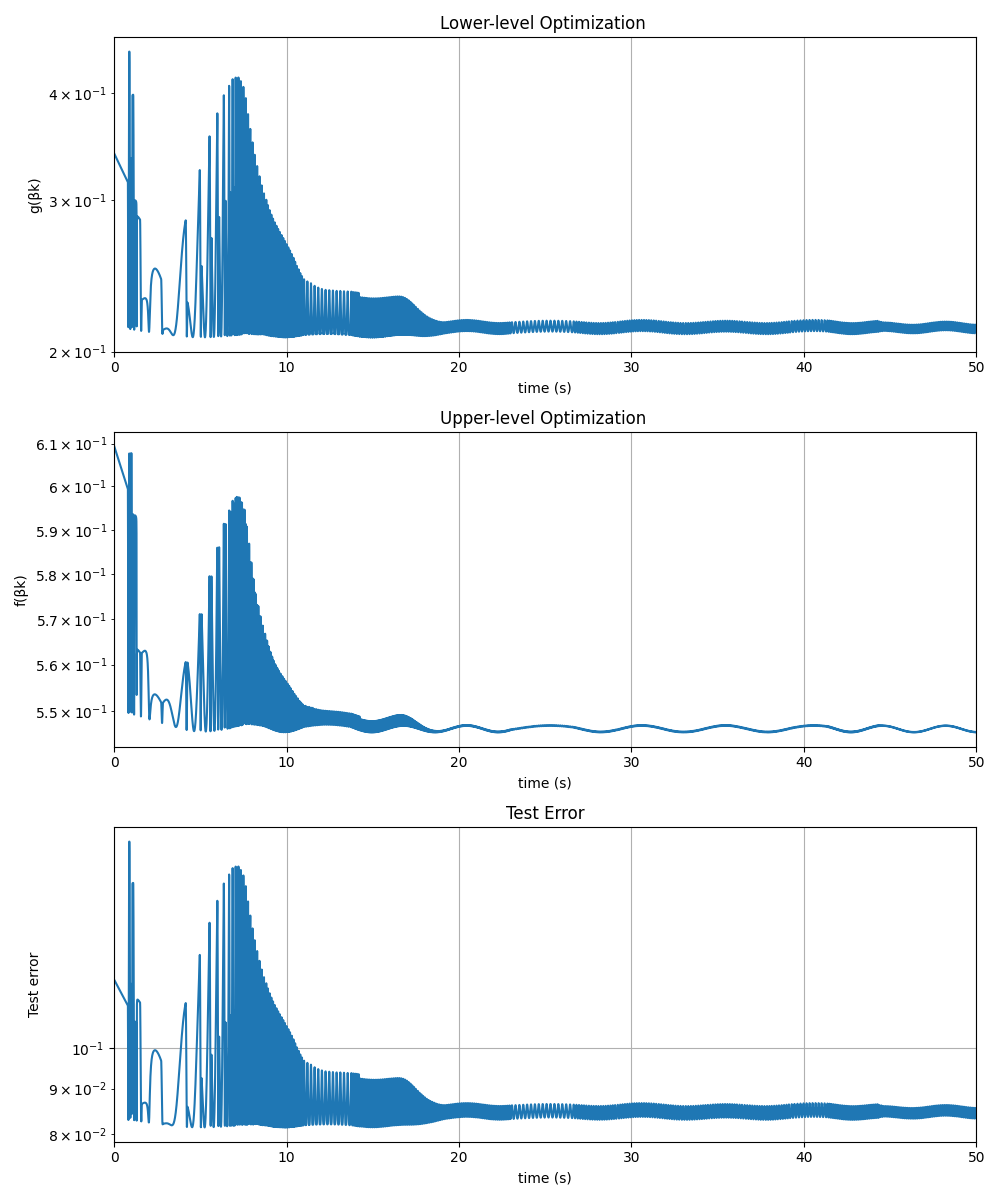 Lower-level Optimization
g(βk)
4 × 10⁻¹
3 × 10⁻¹
2 × 10⁻¹
0 10 20 30 40 50
time (s)
Upper-level Optimization
f(βk)
6.1 × 10⁻¹
6 × 10⁻¹
5.9 × 10⁻¹
5.8 × 10⁻¹
5.7 × 10⁻¹
5.6 × 10⁻¹
5.5 × 10⁻¹
0 10 20 30 40 50
time (s)
Test Error
Test error
10⁻¹
9 × 10⁻²
8 × 10⁻²
0 10 20 30 40 50
time (s)